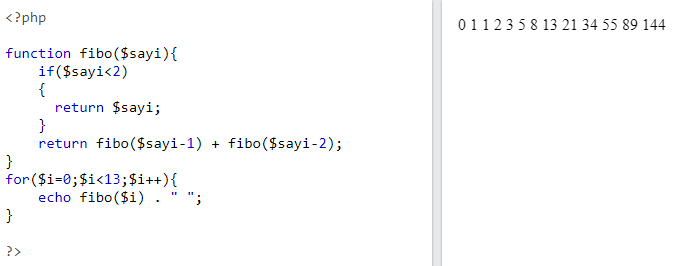 <?php
function fibo($sayi){
    if($sayi<2)
    {
      return $sayi;
    }
    return fibo($sayi-1) + fibo($sayi-2);
}
for($i=0;$i<13;$i++){
    echo fibo($i) . " ";
}
?>
0 1 1 2 3 5 8 13 21 34 55 89 144